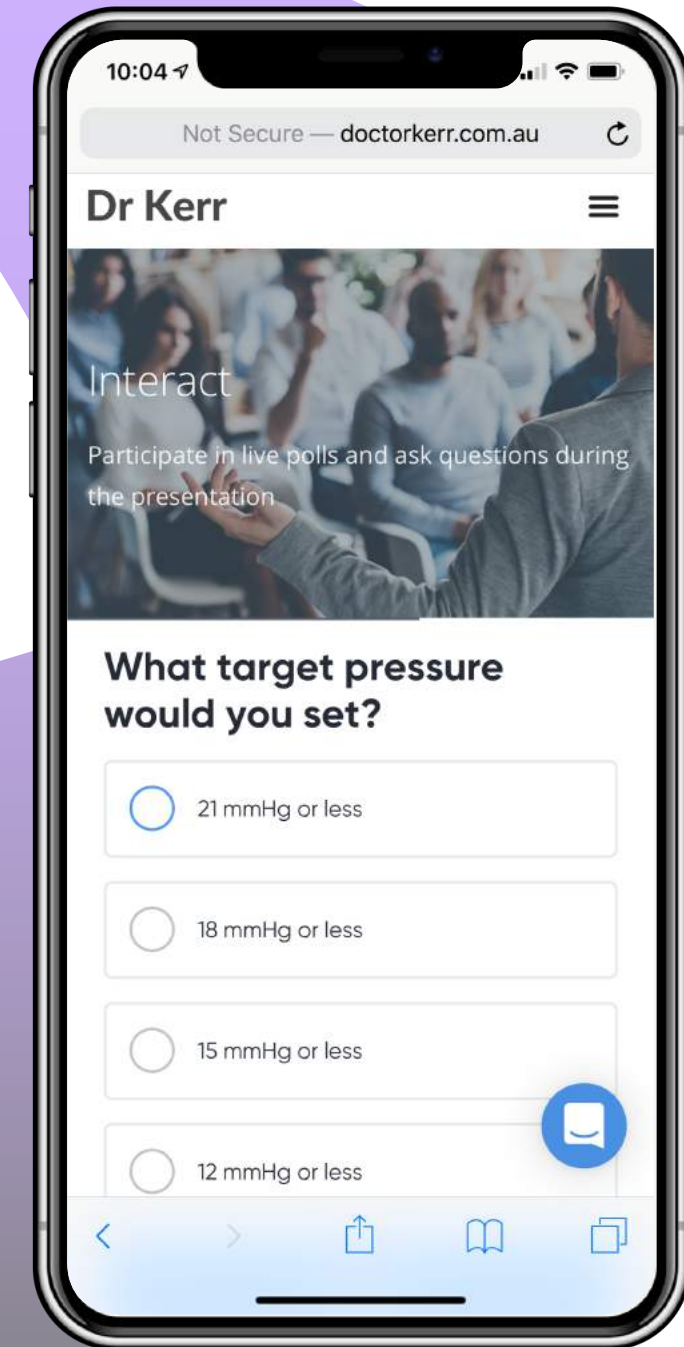 10:04
Not Secure — doctorkerr.com.au
Dr Kerr
Interact
Participate in live polls and ask questions during
the presentation
What target pressure
would you set?
21 mmHg or less
18 mmHg or less
15 mmHg or less
12 mmHg or less